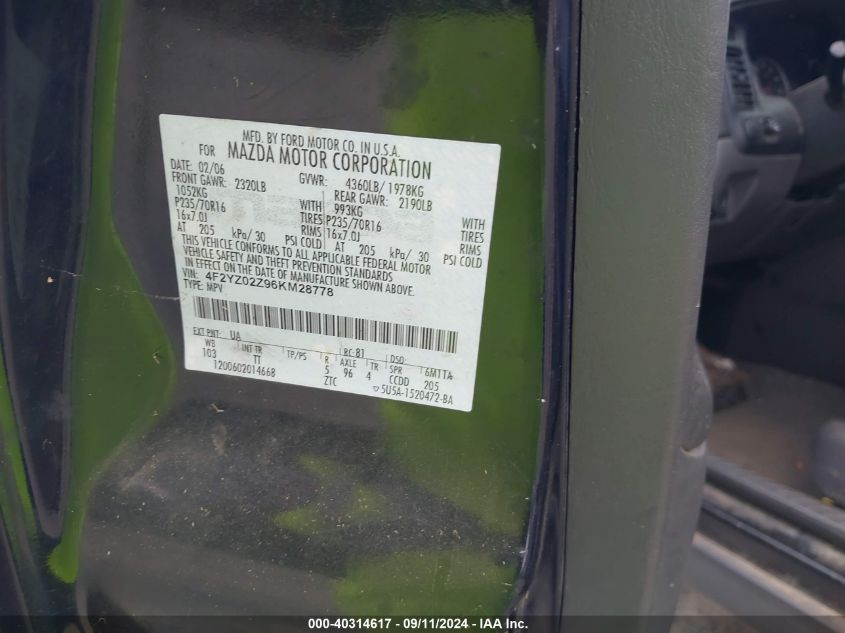 MFD. BY FORD MOTOR CO. IN U.S.A.
FOR MAZDA MOTOR CORPORATION
DATE: 02/06 GVWR: 4360LB/1978KG
FRONT GAWR: 2320LB REAR GAWR: 2190LB
1052KG WITH 993KG WITH
P235/70R16 TIRES P235/70R16 TIRES
16x7.0J RIMS 16x7.0J RIMS
AT 205 kPa/30 PSI COLD AT 205 kPa/30 PSI COLD
THIS VEHICLE CONFORMS TO ALL APPLICABLE FEDERAL MOTOR
VEHICLE SAFETY AND THEFT PREVENTION STANDARDS
IN EFFECT ON THE DATE OF MANUFACTURE SHOWN ABOVE.
VIN: 4F2YZ02Z96KM28778
TYPE: MPV
EXT PNT: UA RC:81 DSO:
WB INT TR TP/PS R AXLE TR SPR 6M1TA
103 TT 5 96 4 CCDD 205
1200602014668 ZTC 5U5A-1520472-BA
000-40314617 - 09/11/2024 - IAA Inc.